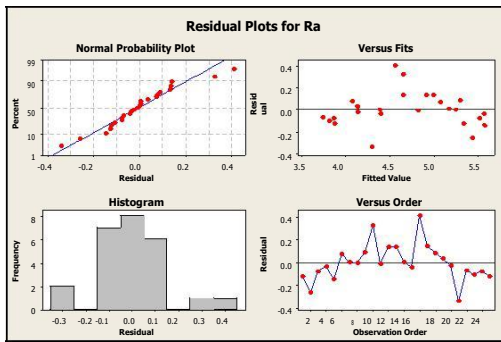 Residual Plots for Ra
Normal Probability Plot
99
90
50
10
1
Percent
-0.4 -0.2 0.0 0.2 0.4
Residual
Versus Fits
0.4
0.2
0.0
-0.2
-0.4
Resid
ual
3.5 4.0 4.5 5.0 5.5
Fitted Value
Histogram
8
6
4
2
0
Frequency
-0.3 -0.2 -0.1 0.0 0.1 0.2 0.3 0.4
Residual
Versus Order
0.4
0.2
0.0
-0.2
-0.4
Residual
2 4 6 8 10 12 14 16 18 20 22 24
Observation Order